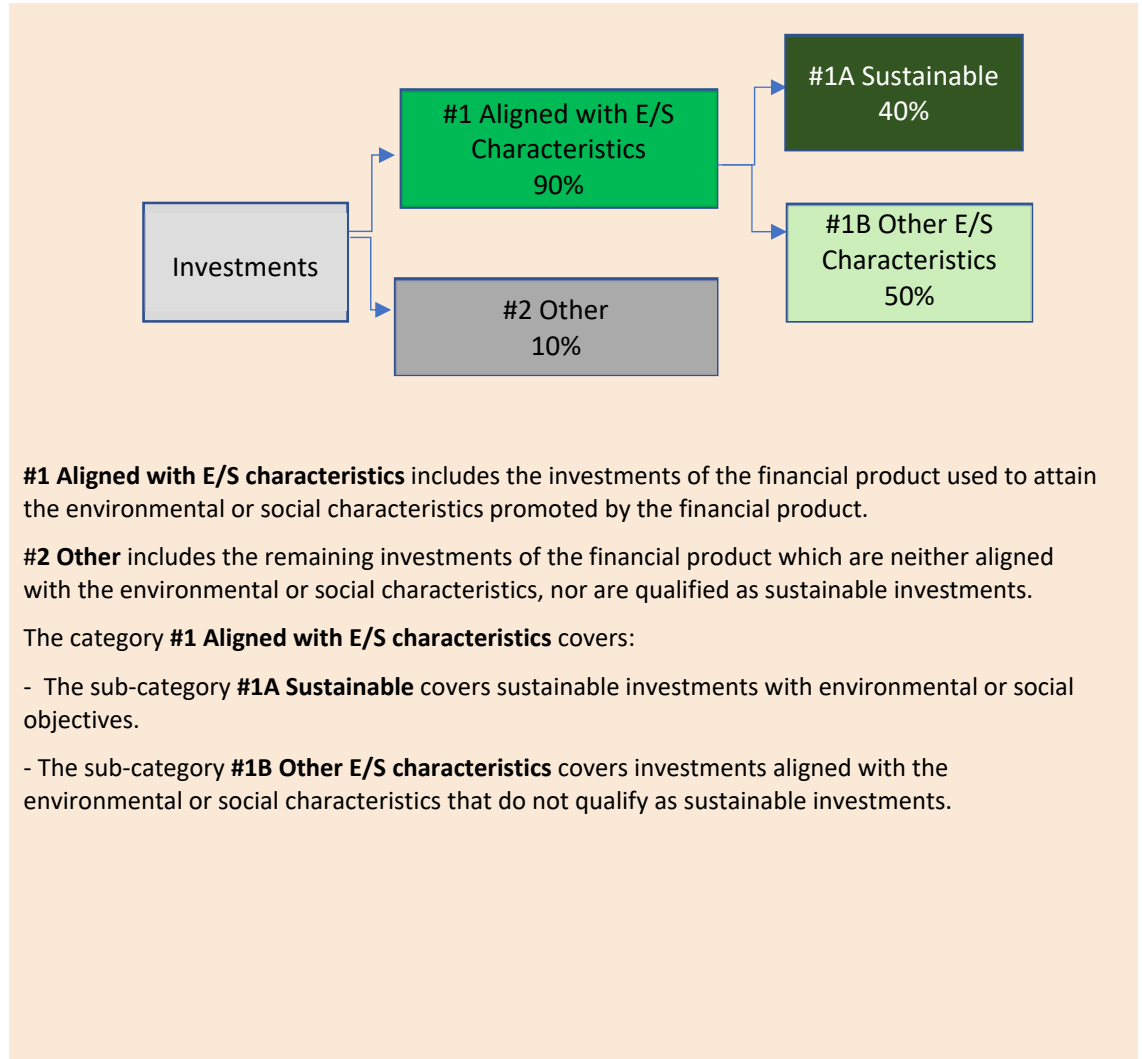 #1A Sustainable
40%
#1 Aligned with E/S
Characteristics
90%
#1B Other E/S
Characteristics
50%
Investments
#2 Other
10%
#1 Aligned with E/S characteristics includes the investments of the financial product used to attain
the environmental or social characteristics promoted by the financial product.
#2 Other includes the remaining investments of the financial product which are neither aligned
with the environmental or social characteristics, nor are qualified as sustainable investments.
The category #1 Aligned with E/S characteristics covers:
- The sub-category #1A Sustainable covers sustainable investments with environmental or social
objectives.
- The sub-category #1B Other E/S characteristics covers investments aligned with the
environmental or social characteristics that do not qualify as sustainable investments.